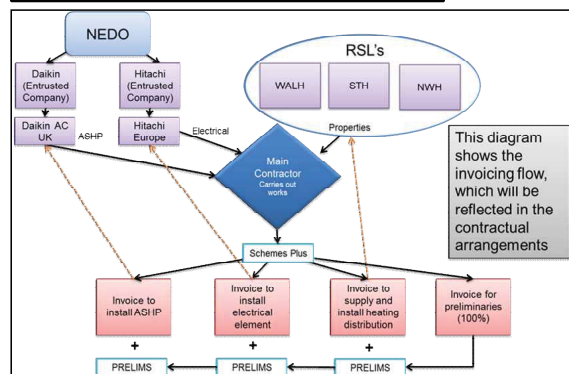 NEDO
RSL's
Daikin
(Entrusted
Company)
Hitachi
(Entrusted
Company)
WALH
STH
NWH
Daikin AC
UK
ASHP
Hitachi
Europe
Electrical
Properties
Main
Contractor
Carries out
works
This diagram
shows the
invoicing flow,
which will be
reflected in the
contractual
arrangements
Schemes Plus
Invoice to
install ASHP
Invoice to
install
electrical
element
Invoice to
supply and
install heating
distribution
Invoice for
preliminaries
(100%)
+
+
+
PRELIMS
PRELIMS
PRELIMS